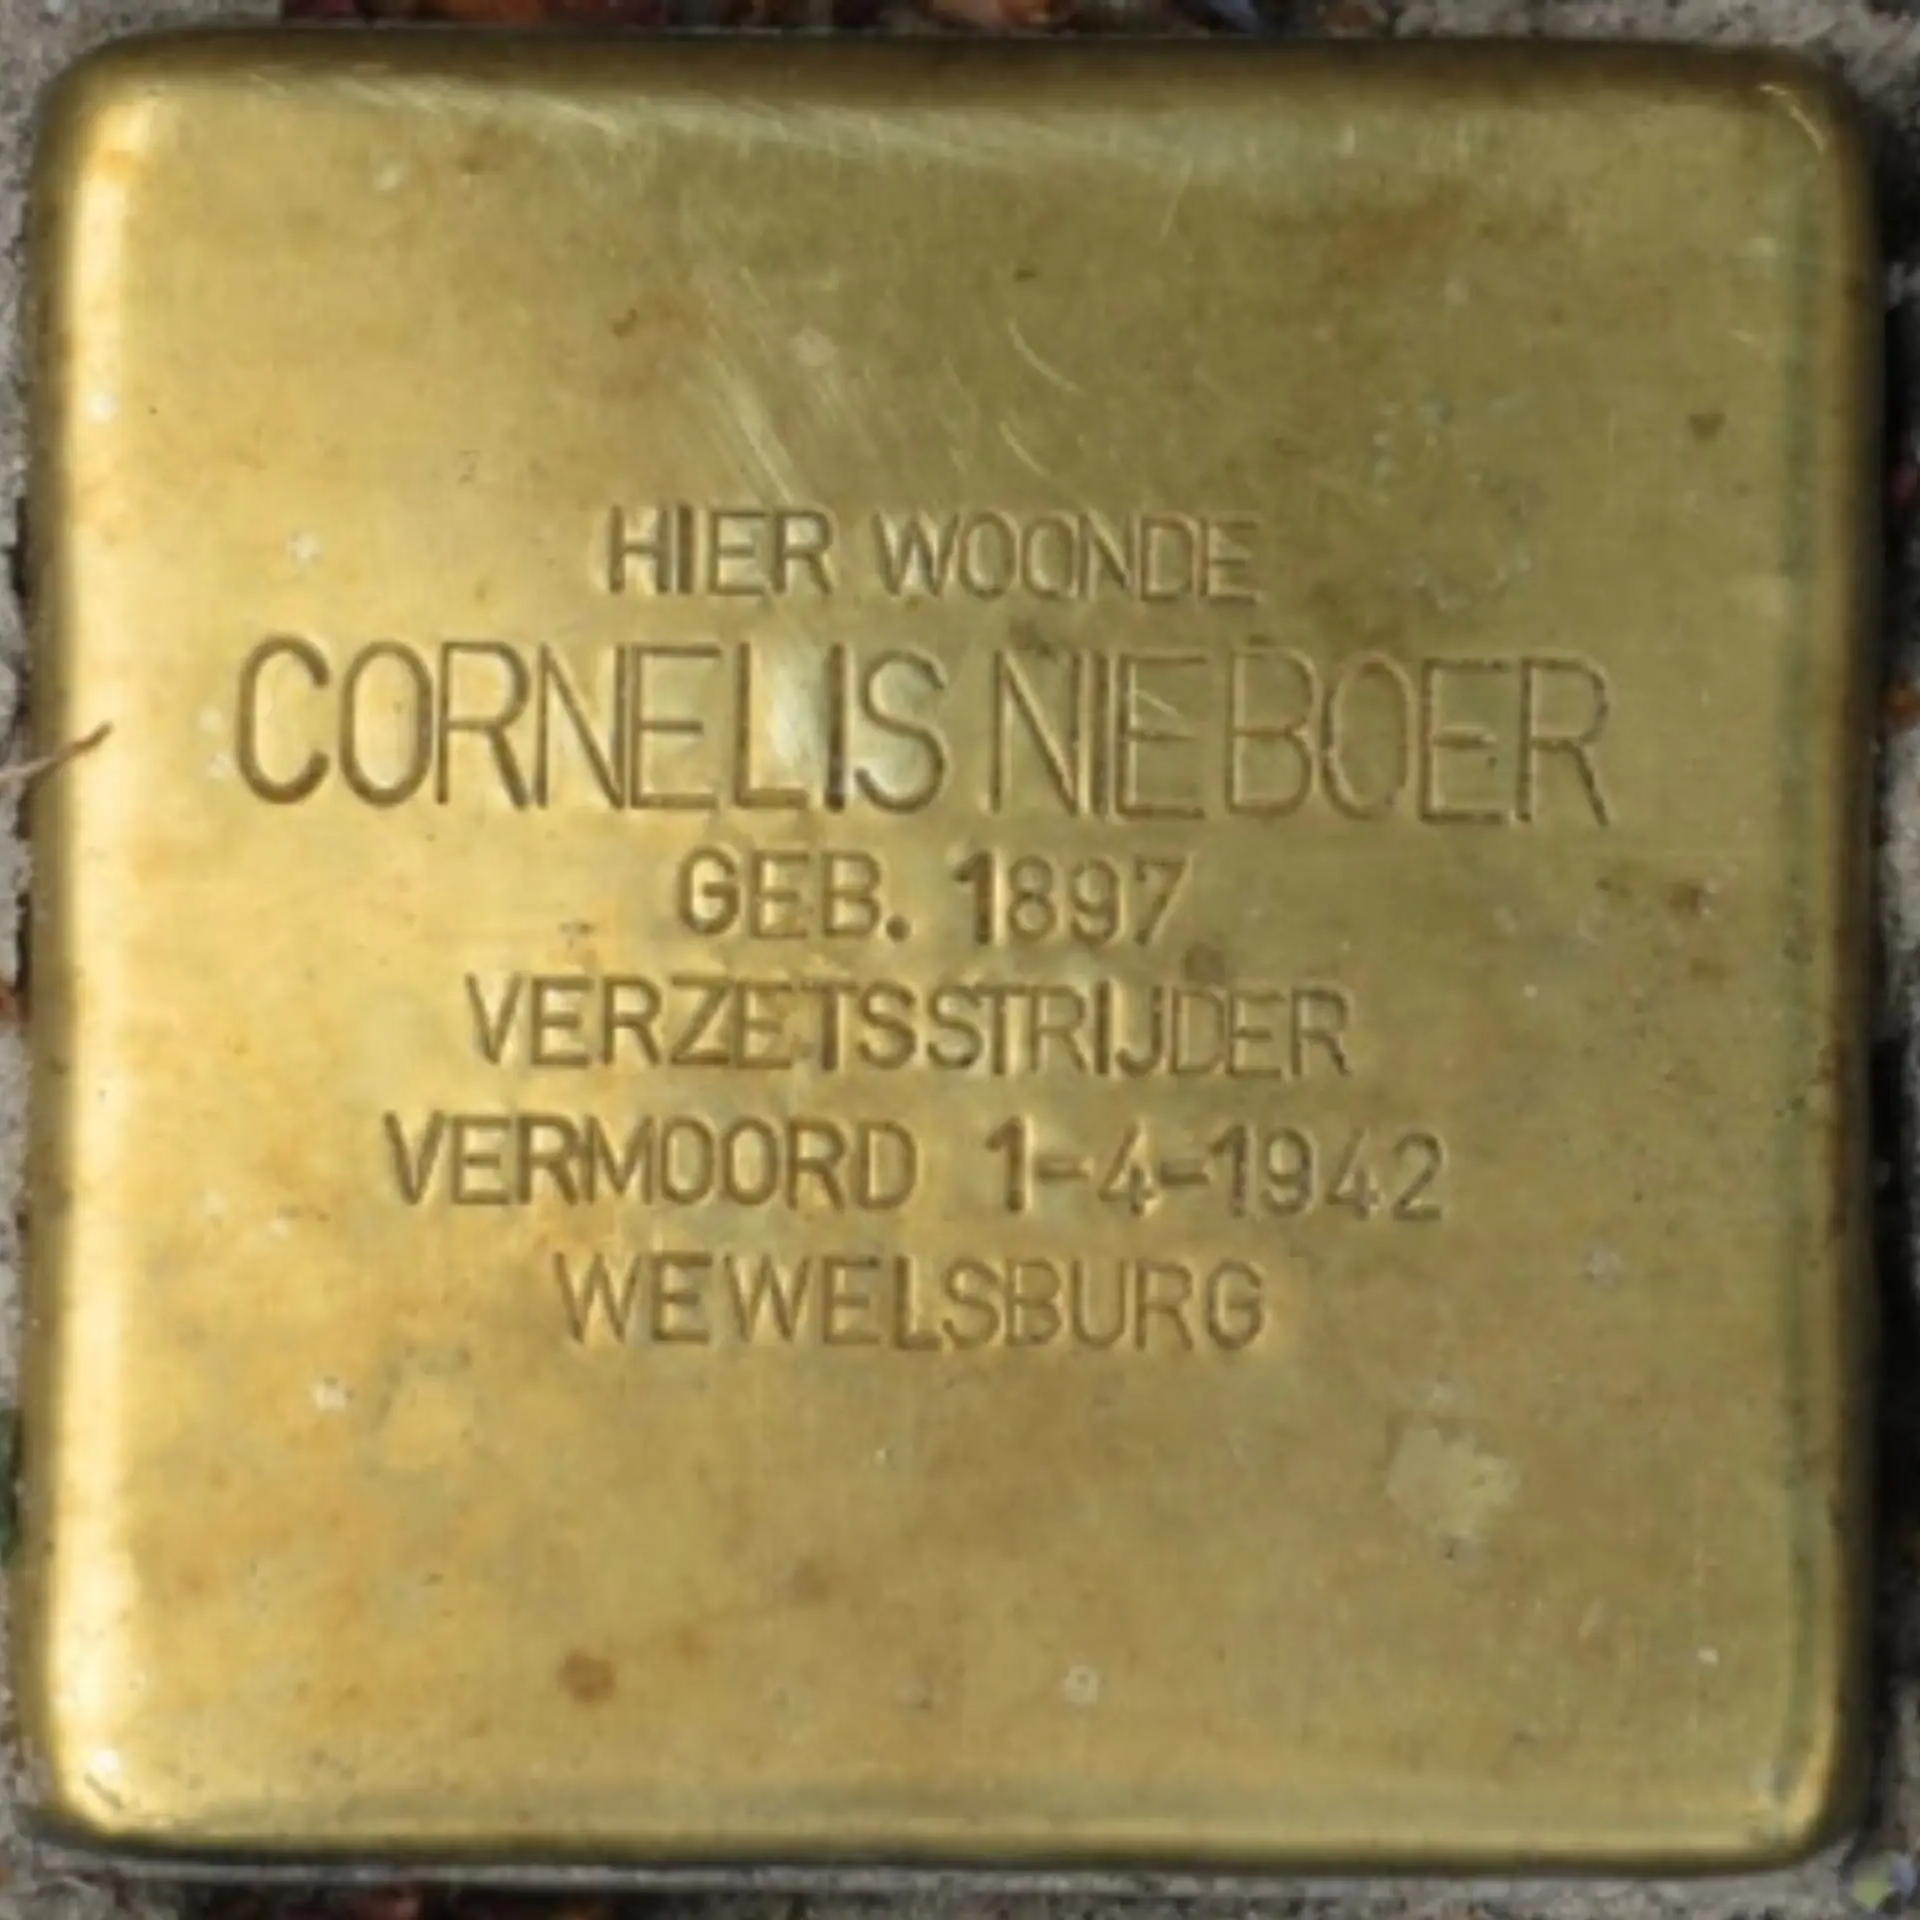 HIER WOONDE
CORNELIS NIEBOER
GEB. 1897
VERZETSSTRIJDER
VERMOORD 1-4-1942
WEWELSBURG